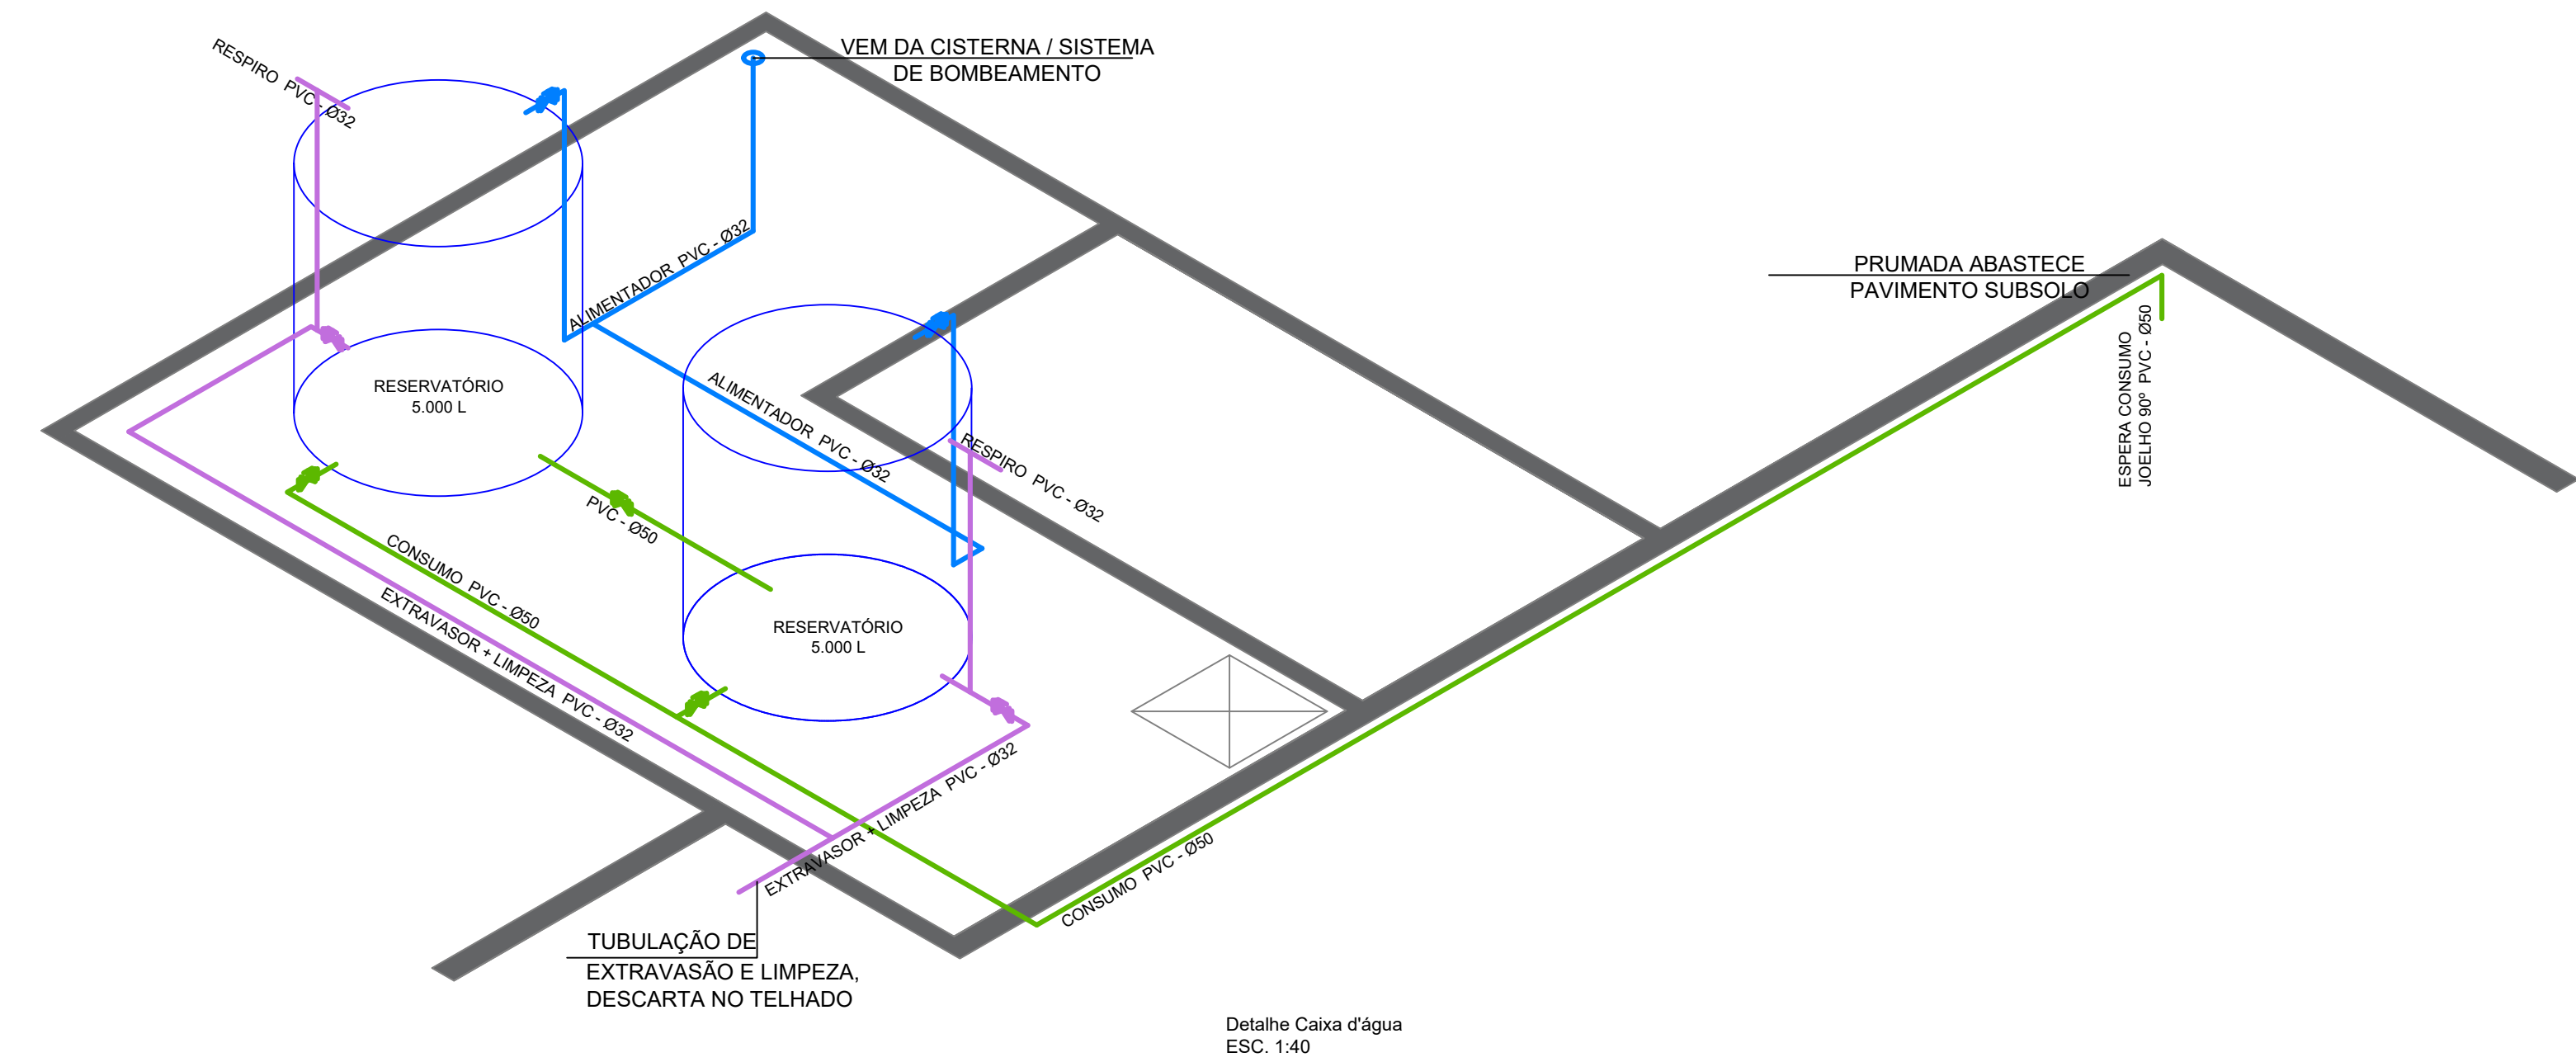 RESPIRO PVC - Ø32
VEM DA CISTERNA / SISTEMA
DE BOMBEAMENTO
ALIMENTADOR PVC - Ø32
PRUMADA ABASTECE
PAVIMENTO SUBSOLO
ESPERA CONSUMO
JOELHO 90º PVC - Ø50
RESERVATÓRIO
5.000 L
ALIMENTADOR PVC - Ø32
RESPIRO PVC - Ø32
PVC - Ø50
CONSUMO PVC - Ø50
EXTRAVASOR + LIMPEZA PVC - Ø32
RESERVATÓRIO
5.000 L
EXTRAVASOR + LIMPEZA PVC - Ø32
CONSUMO PVC - Ø50
TUBULAÇÃO DE
EXTRAVASÃO E LIMPEZA,
DESCARTA NO TELHADO
Detalhe Caixa d'água
ESC. 1:40